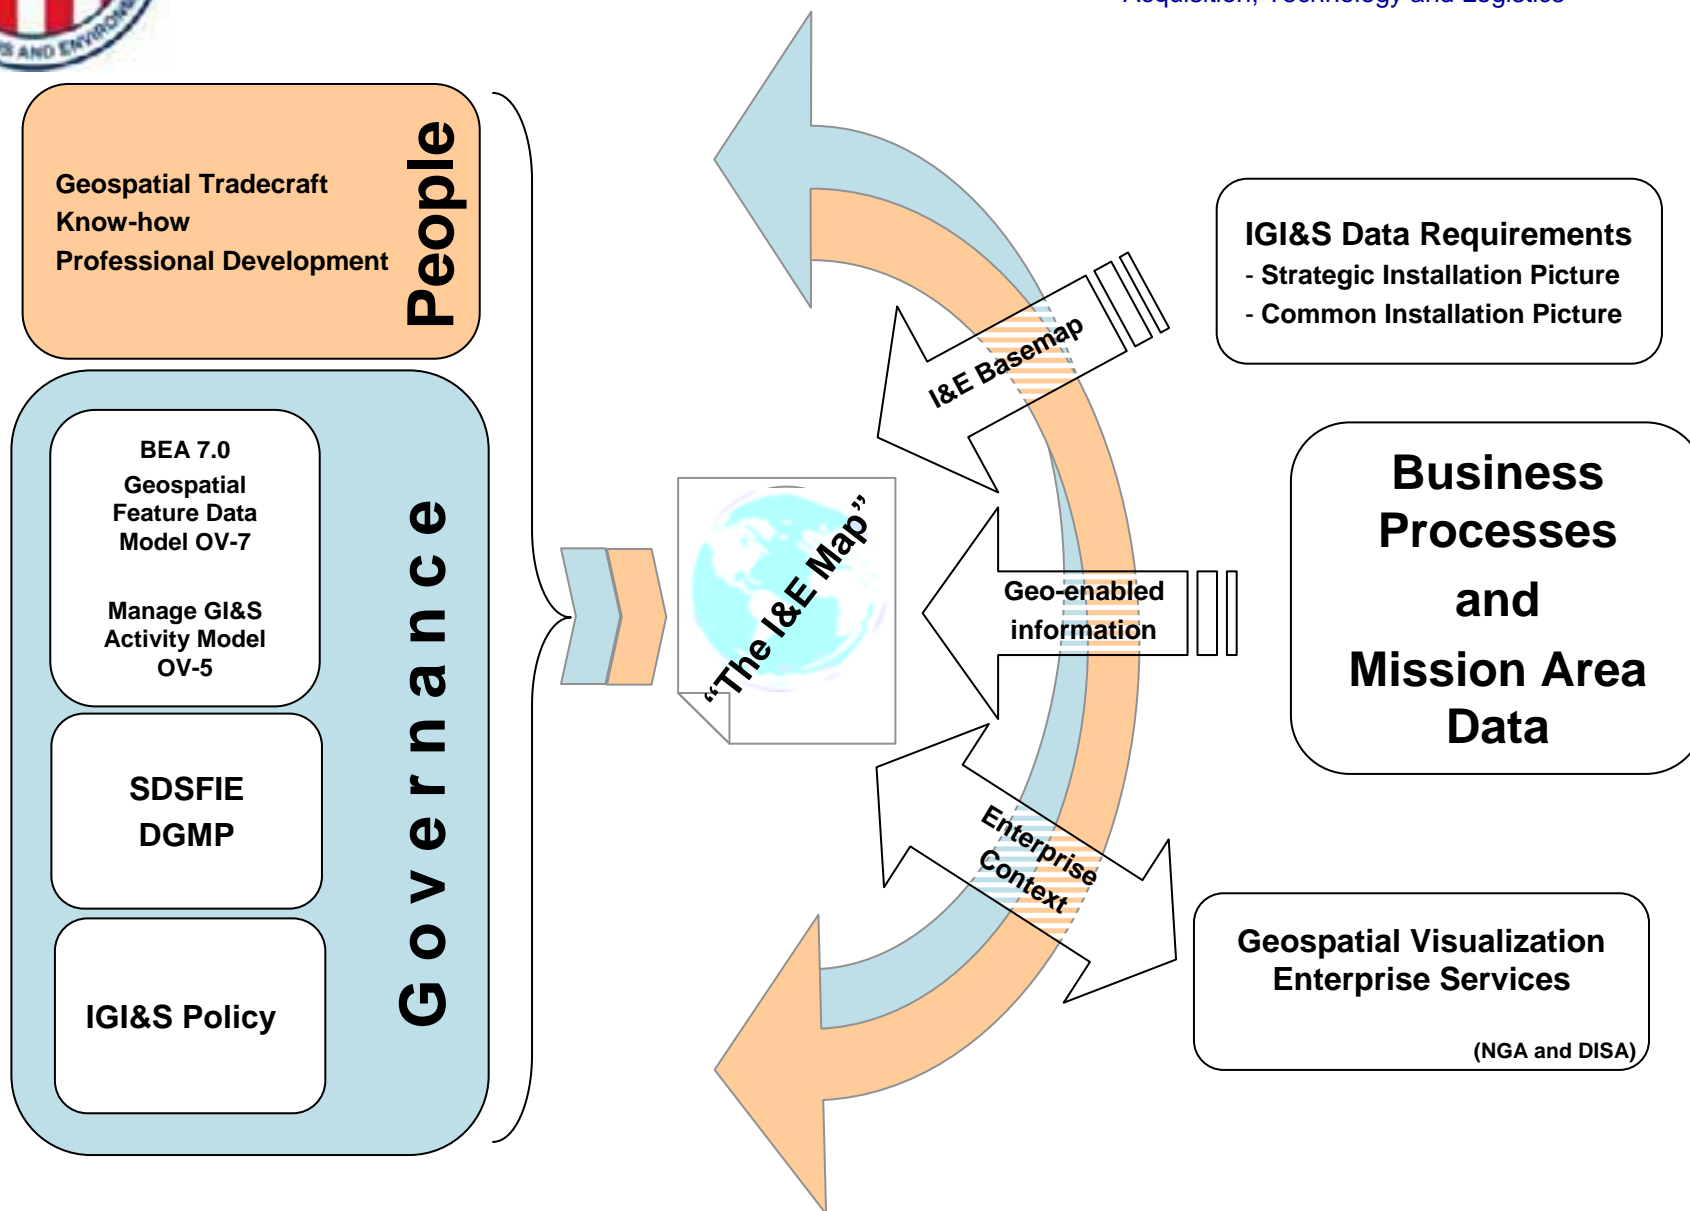 Acquisition, Technology and Logistics
AND ENVIRON
People
Geospatial Tradecraft
Know-how
Professional Development
Governance
BEA 7.0
Geospatial
Feature Data
Model OV-7
Manage GI&S
Activity Model
OV-5
SDSFIE
DGMP
IGI&S Policy
“The I&E Map”
I&E Basemap
Geo-enabled
information
Enterprise
Context
IGI&S Data Requirements
- Strategic Installation Picture
- Common Installation Picture
Business
Processes
and
Mission Area
Data
Geospatial Visualization
Enterprise Services
(NGA and DISA)